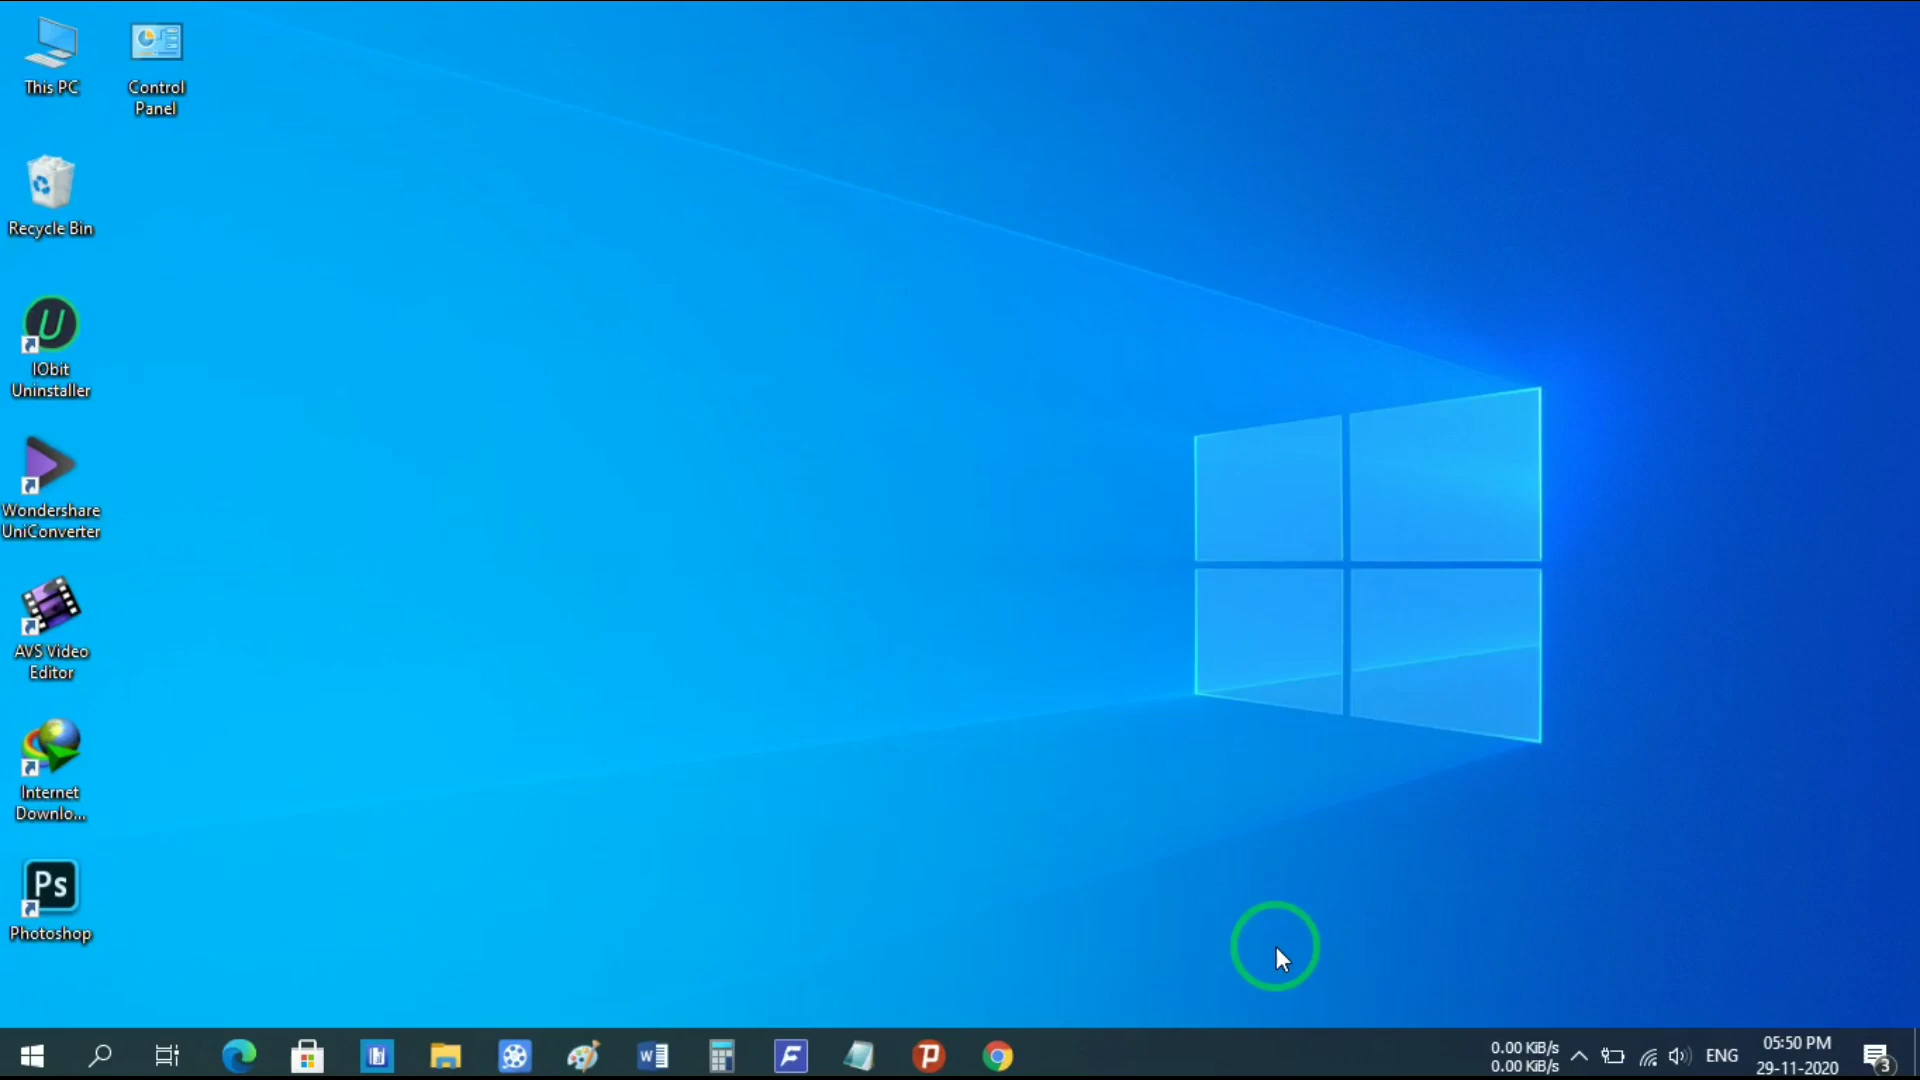 This PC
Control
Panel
Recycle Bin
IObit
Uninstaller
Wondershare
UniConverter
AVS Video
Editor
Internet
Downlo...
Ps
Photoshop
0.00 KiB/s
0.00 KiB/s
ENG
05:50 PM
29-11-2020
3